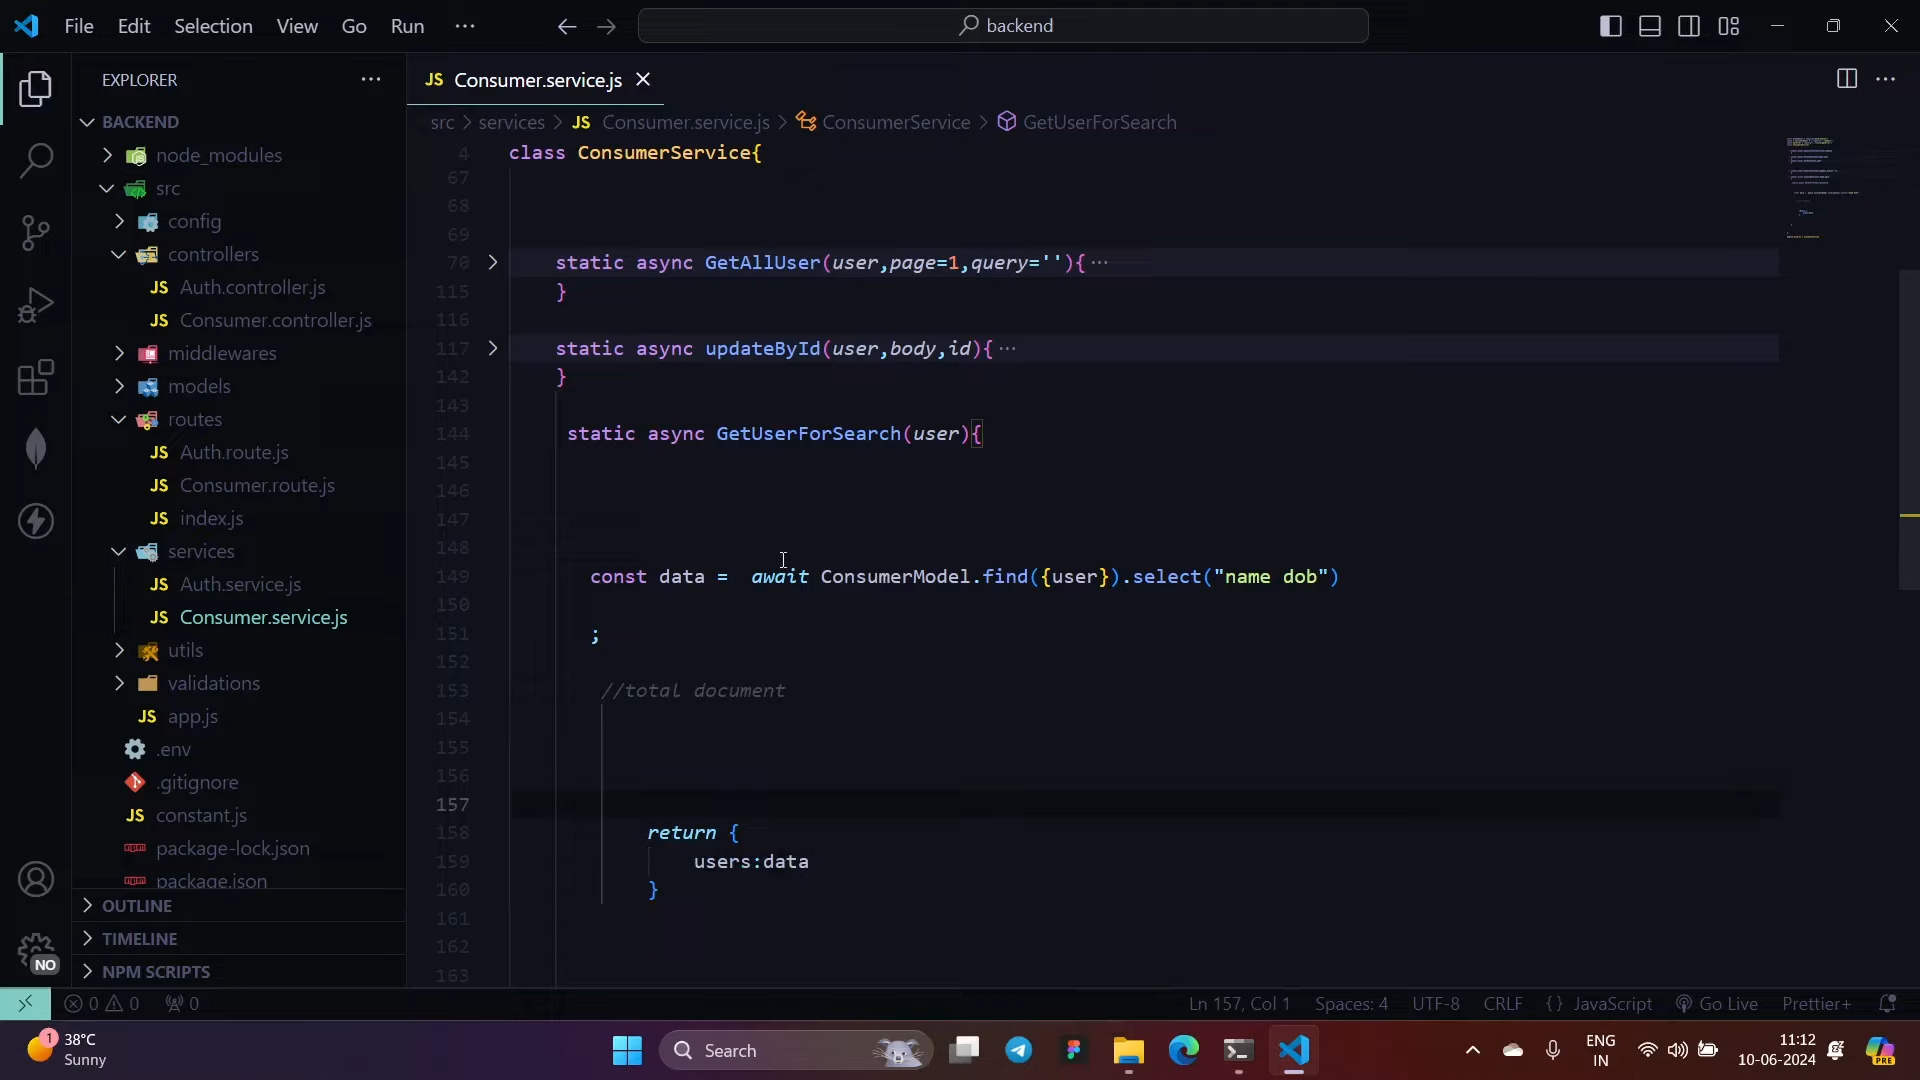 File Edit Selection View Go Run ···
backend
EXPLORER ···
BACKEND
node_modules
src
config
controllers
JS Auth.controller.js
JS Consumer.controller.js
middlewares
models
routes
JS Auth.route.js
JS Consumer.route.js
JS index.js
services
JS Auth.service.js
JS Consumer.service.js
utils
validations
JS app.js
.env
.gitignore
JS constant.js
package-lock.json
package.json
OUTLINE
TIMELINE
NPM SCRIPTS
NO
JS Consumer.service.js
src > services > JS Consumer.service.js > ConsumerService > GetUserForSearch
4 class ConsumerService{
67
68
69
70 static async GetAllUser(user,page=1,query=''){ ···
115 }
116
117 static async updateById(user,body,id){ ···
142 }
143
144 static async GetUserForSearch(user){
145
146
147
148
149 const data = await ConsumerModel.find({user}).select("name dob")
150
151 ;
152
153 //total document
154
155
156
157
158 return {
159 users:data
160 }
161
162
163
0 0 0 Ln 157, Col 1 Spaces: 4 UTF-8 CRLF {} JavaScript Go Live Prettier+
1 38°C
Sunny
Search
ENG
IN
11:12
10-06-2024
PRE